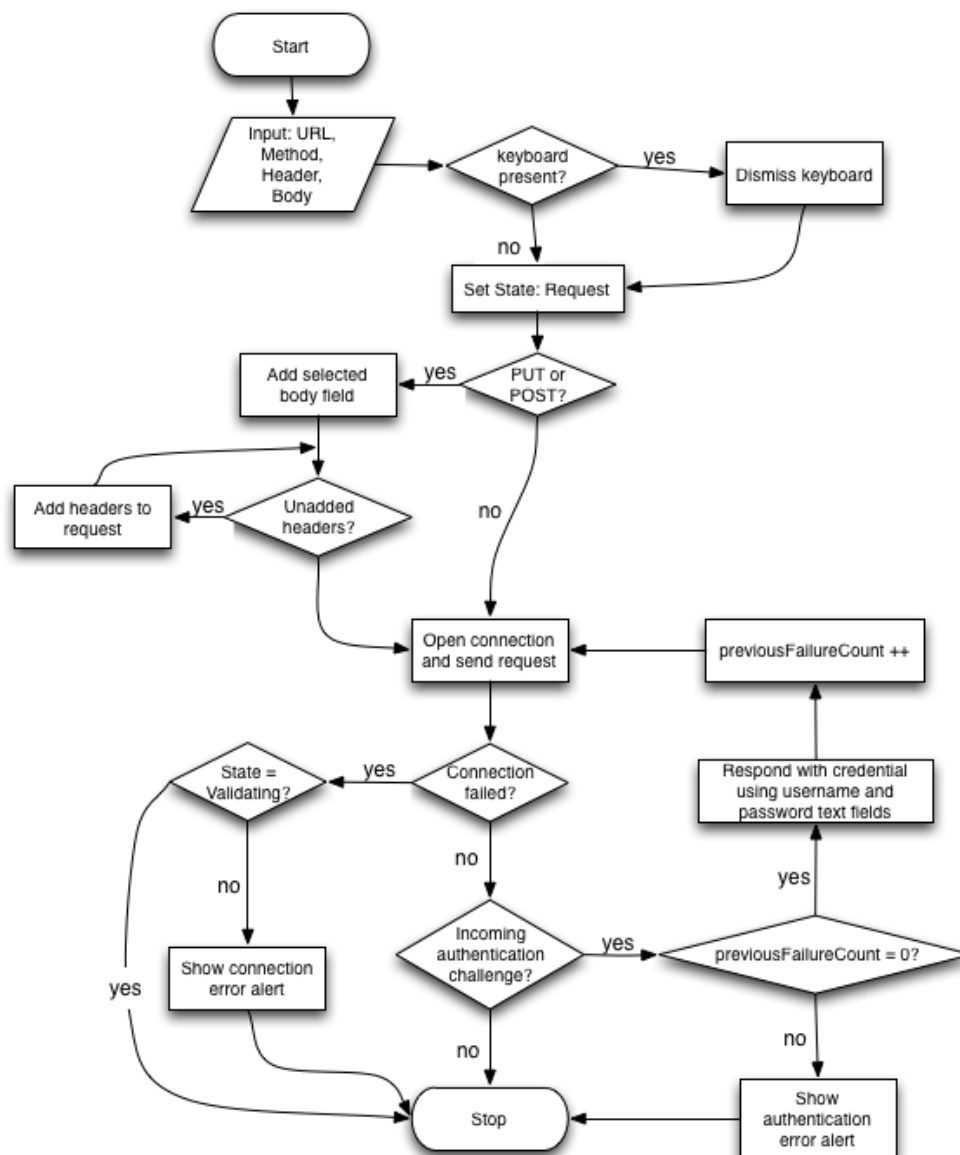 Start
Input: URL,
Method,
Header,
Body
keyboard
present?
yes
Dismiss keyboard
no
Set State: Request
PUT or
POST?
yes
Add selected
body field
Unadded
headers?
yes
Add headers to
request
no
Open connection
and send request
previousFailureCount ++
Connection
failed?
yes
State =
Validating?
Respond with credential
using username and
password text fields
no
no
yes
Incoming
authentication
challenge?
yes
previousFailureCount = 0?
Show connection
error alert
yes
no
no
Stop
Show
authentication
error alert